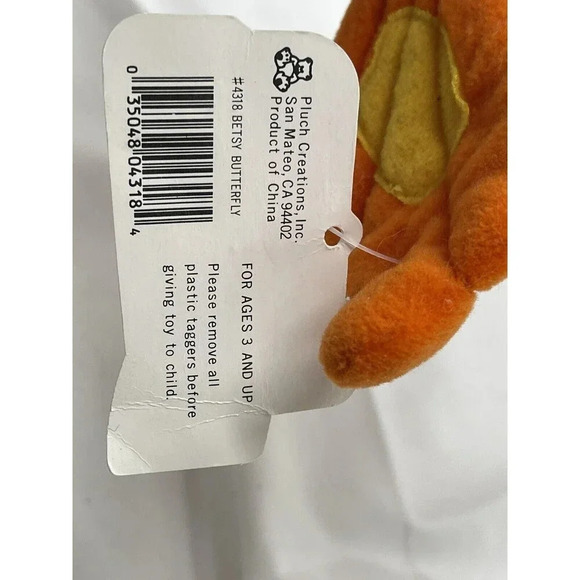 Pluch Creations, Inc.
San Mateo, CA 94402
Product of China
#4318 BETSY BUTTERFLY
0 35048 04318 4
FOR AGES 3 AND UP
Please remove all
plastic taggers before
giving toy to child.